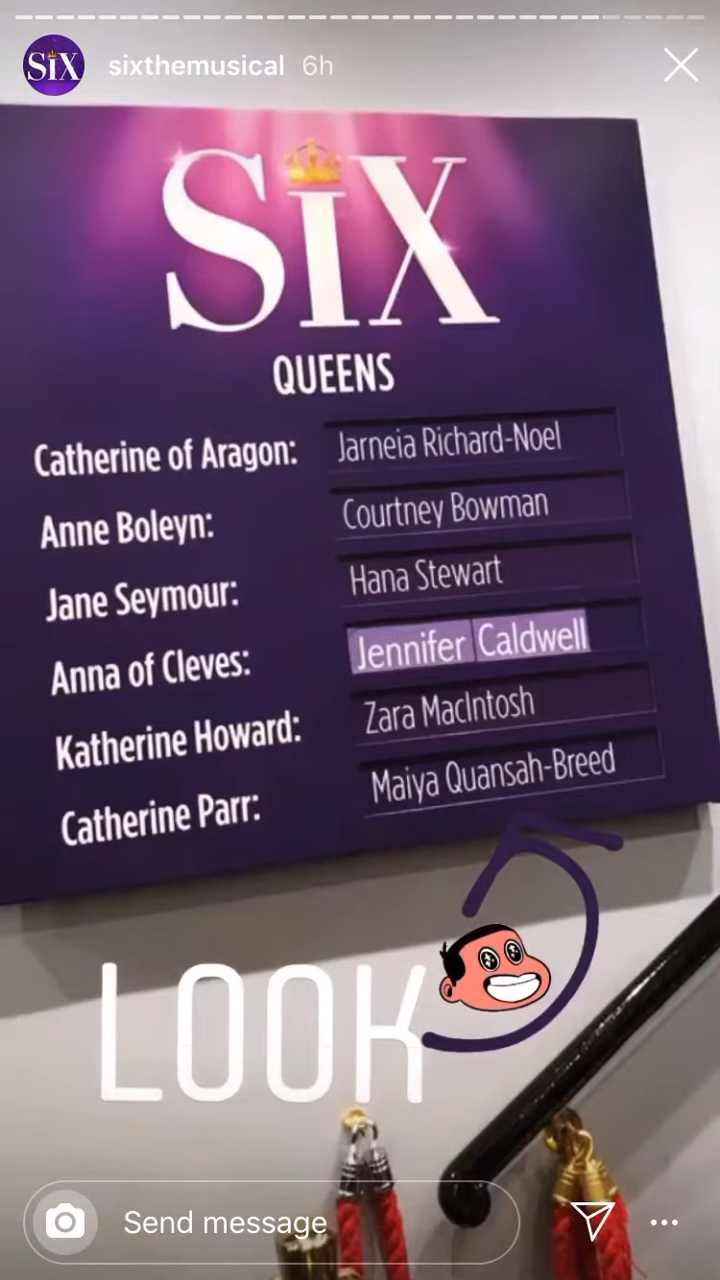 SiX
sixthemusical 6h
SiX
QUEENS
Catherine of Aragon: Jarneia Richard-Noel
Anne Boleyn: Courtney Bowman
Jane Seymour: Hana Stewart
Anna of Cleves: Jennifer Caldwell
Katherine Howard: Zara MacIntosh
Catherine Parr: Maiya Quansah-Breed
LOOK
Send message